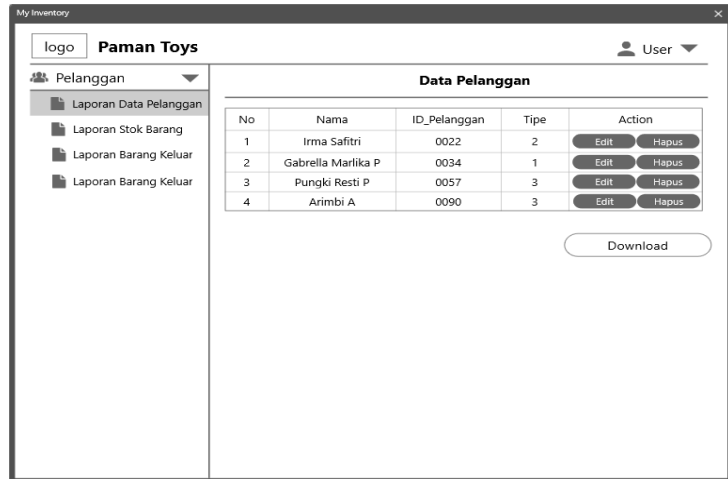 My Inventory
logo Paman Toys User
Pelanggan
Laporan Data Pelanggan
Laporan Stok Barang
Laporan Barang Keluar
Laporan Barang Keluar
Data Pelanggan
No Nama ID_Pelanggan Tipe Action
1 Irma Safitri 0022 2 Edit Hapus
2 Gabrella Marlika P 0034 1 Edit Hapus
3 Pungki Resti P 0057 3 Edit Hapus
4 Arimbi A 0090 3 Edit Hapus
Download